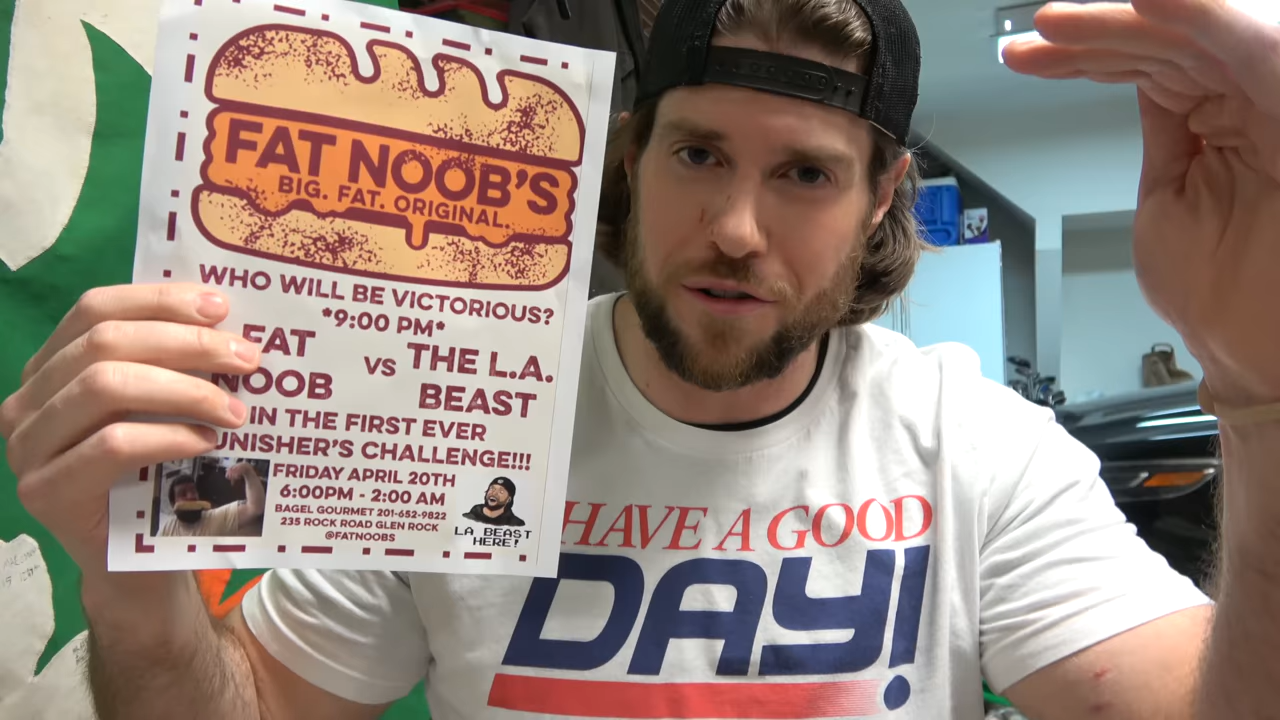 FAT NOOB'S
BIG. FAT. ORIGINAL.
WHO WILL BE VICTORIOUS?
*9:00 PM*
FAT NOOB VS THE L.A. BEAST
IN THE FIRST EVER
UNISHER'S CHALLENGE!!!
FRIDAY APRIL 20TH
6:00PM - 2:00 AM
BAGEL GOURMET 201-652-9822
235 ROCK ROAD GLEN ROCK
@FATNOOBS
LA BEAST
HERE!
HAVE A GOOD
DAY!